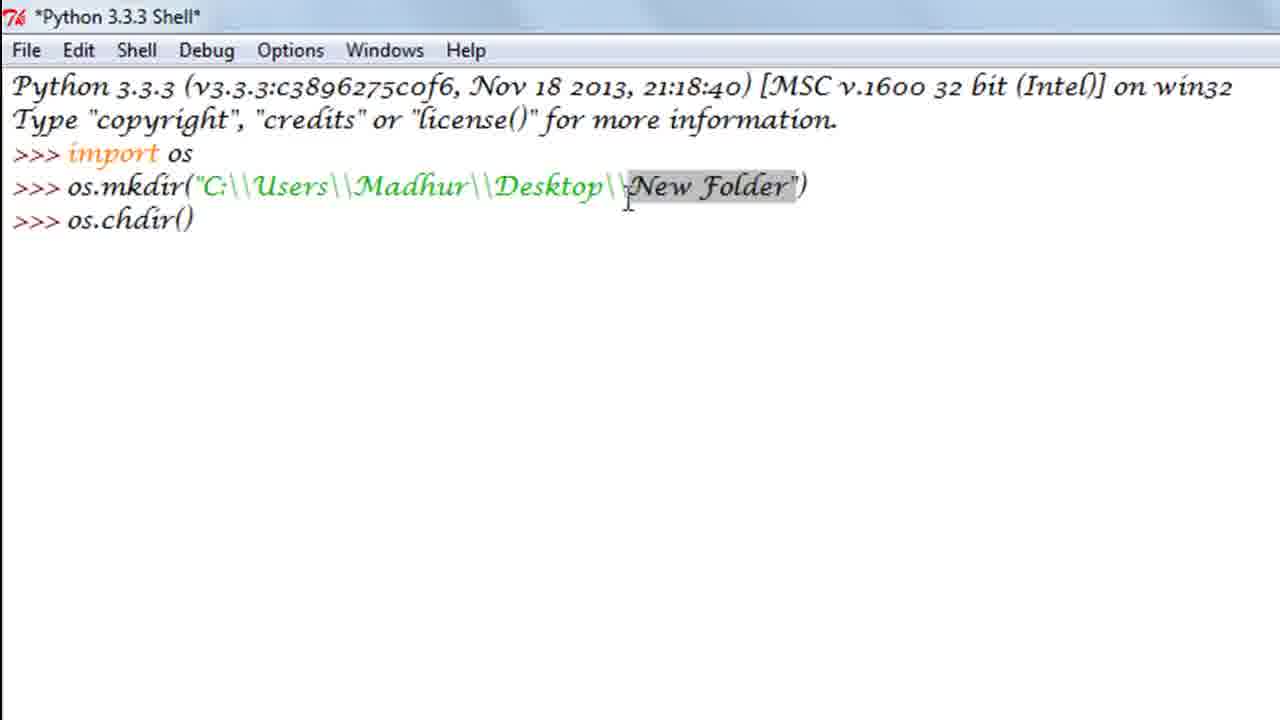 *Python 3.3.3 Shell*
File Edit Shell Debug Options Windows Help
Python 3.3.3 (v3.3.3:c3896275c0f6, Nov 18 2013, 21:18:40) [MSC v.1600 32 bit (Intel)] on win32
Type "copyright", "credits" or "license()" for more information.
>>> import os
>>> os.mkdir("C:\\Users\\Madhur\\Desktop\\New Folder")
>>> os.chdir()